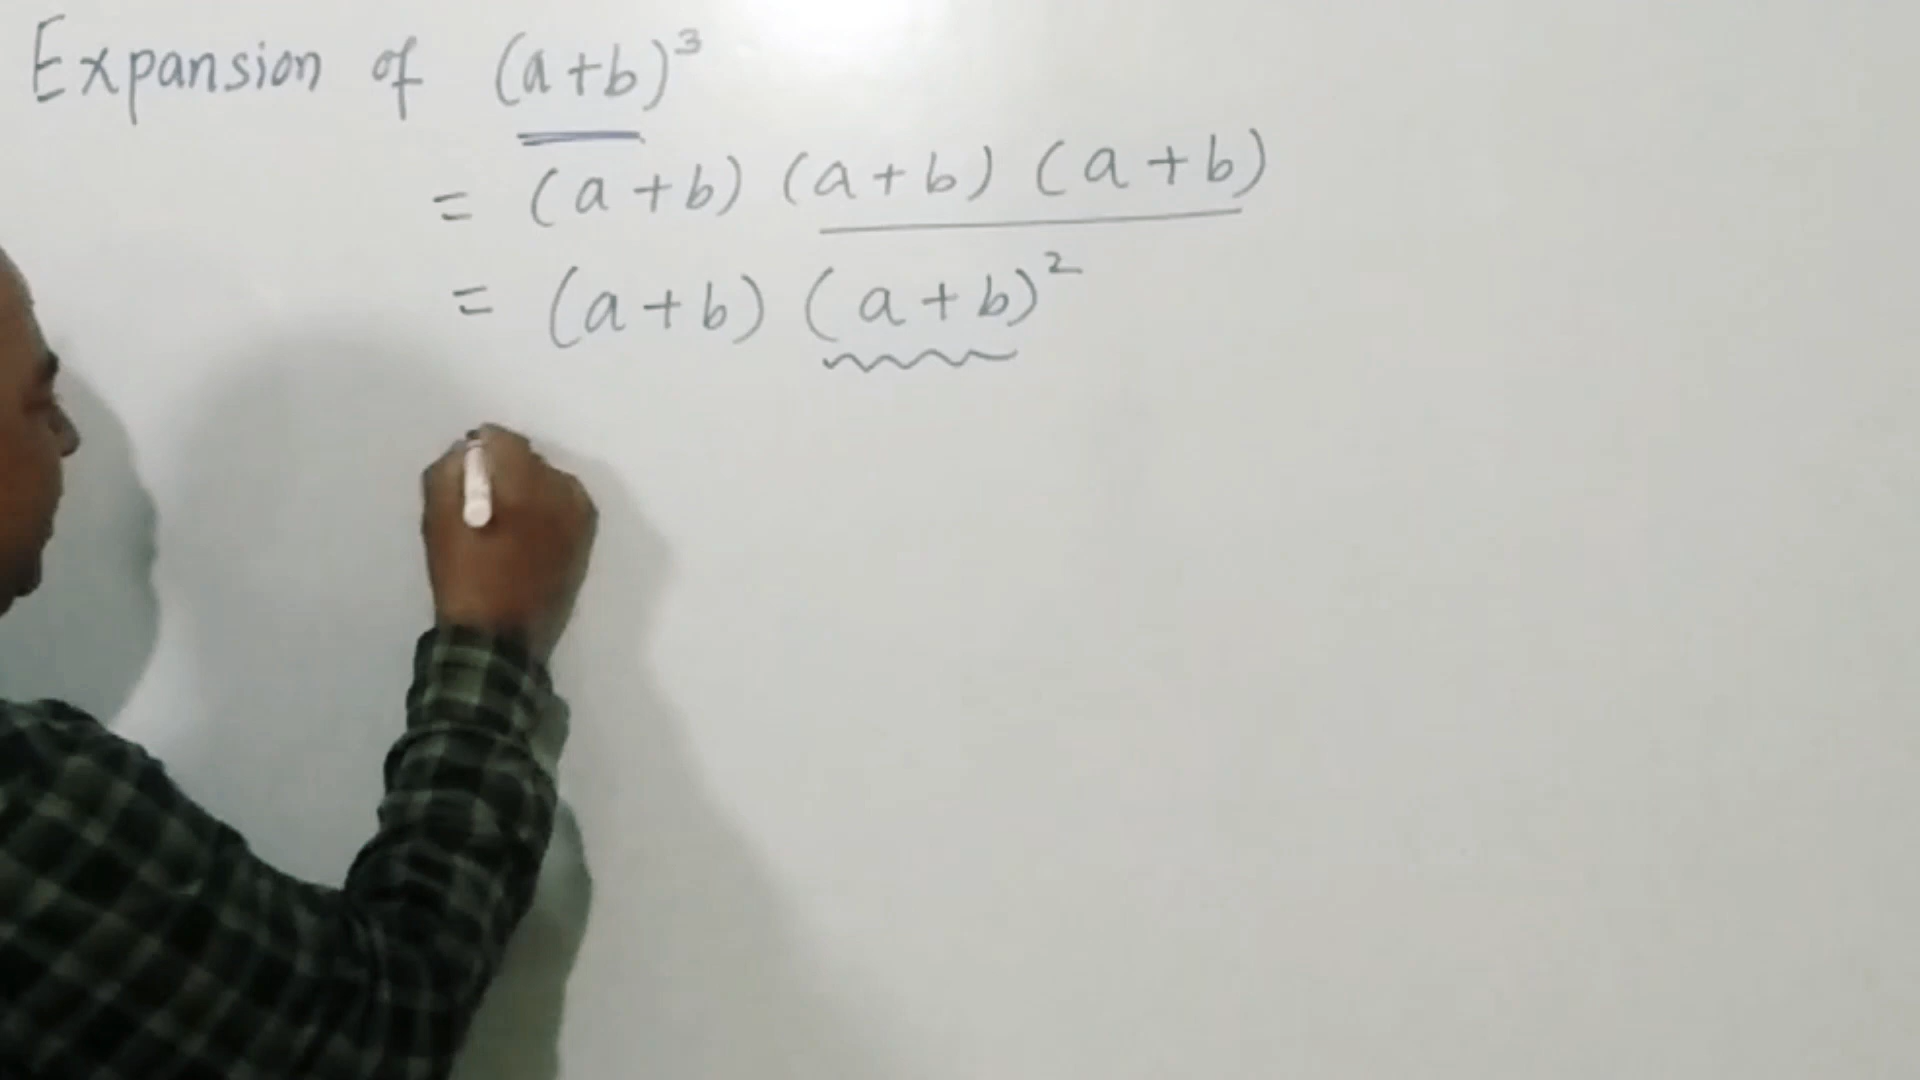 Expansion of (a+b)³
= (a+b) (a+b) (a+b)
= (a+b) (a+b)²